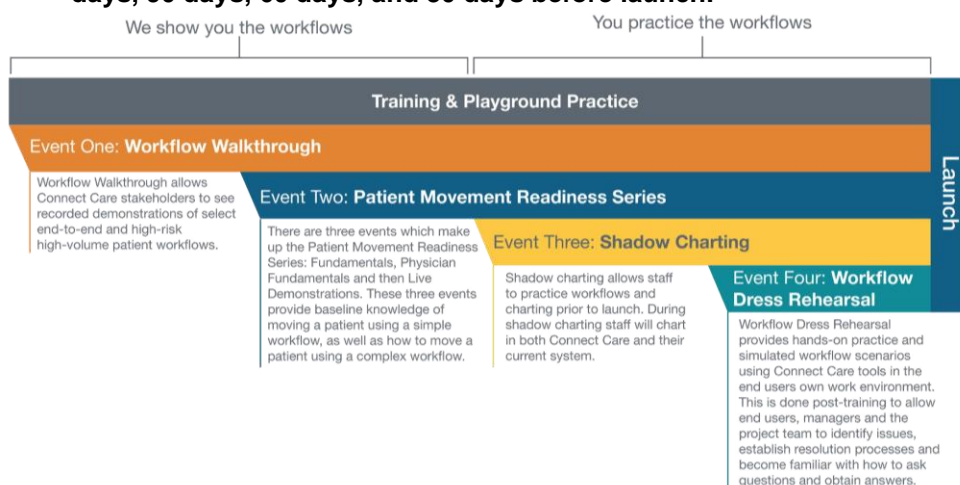 days, days, days, and days before launch.
We show you the workflows
You practice the workflows
Training & Playground Practice
Event One: Workflow Walkthrough
Workflow Walkthrough allows
Connect Care stakeholders to see
recorded demonstrations of select
end-to-end and high-risk
high-volume patient workflows.
Event Two: Patient Movement Readiness Series
There are three events which make
up the Patient Movement Readiness
Series: Fundamentals, Physician
Fundamentals and then Live
Demonstrations. These three events
provide baseline knowledge of
moving a patient using a simple
workflow, as well as how to move a
patient using a complex workflow.
Event Three: Shadow Charting
Shadow charting allows staff
to practice workflows and
charting prior to launch. During
shadow charting staff will chart
in both Connect Care and their
current system.
Event Four: Workflow
Dress Rehearsal
Workflow Dress Rehearsal
provides hands-on practice and
simulated workflow scenarios
using Connect Care tools in the
end users own work environment.
This is done post-training to allow
end users, managers and the
project team to identify issues,
establish resolution processes and
become familiar with how to ask
questions and obtain answers.
Launch